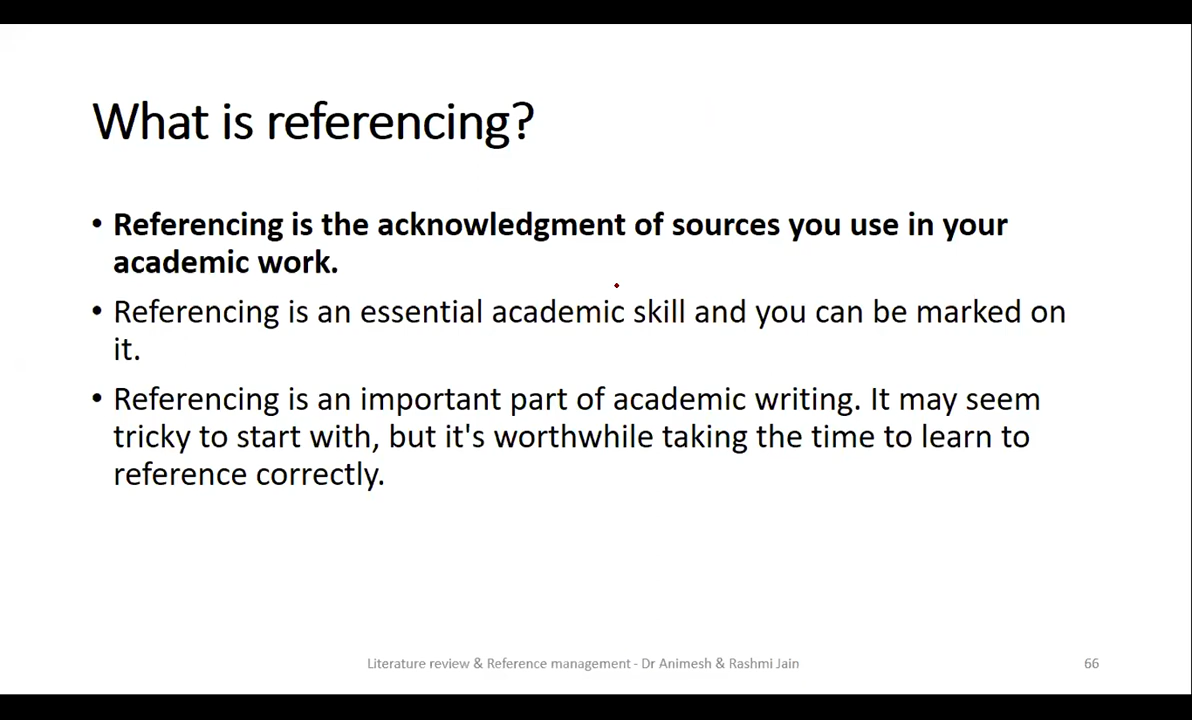 What is referencing?
• Referencing is the acknowledgment of sources you use in your
academic work.
• Referencing is an essential academic skill and you can be marked on
it.
• Referencing is an important part of academic writing. It may seem
tricky to start with, but it's worthwhile taking the time to learn to
reference correctly.
Literature review & Reference management - Dr Animesh & Rashmi Jain
66